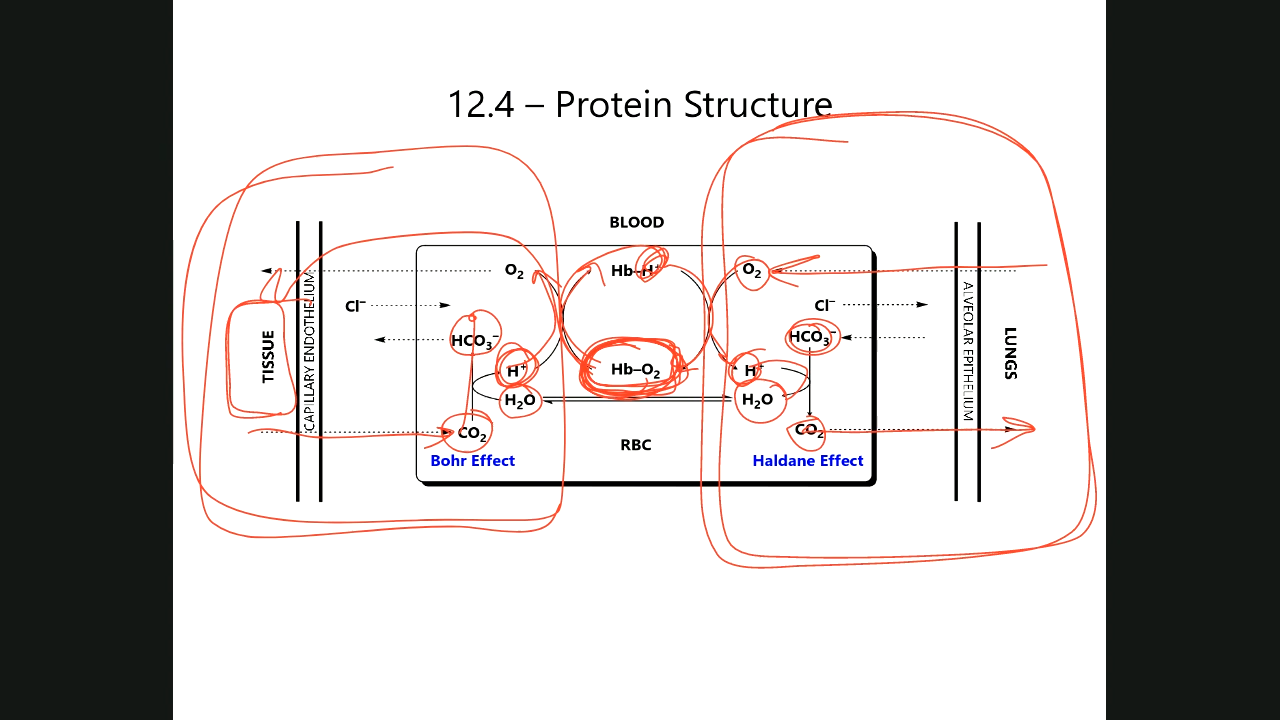 12.4 – Protein Structure
BLOOD
O₂
Hb–H⁺
O₂
Cl⁻
Cl⁻
HCO₃⁻
HCO₃⁻
TISSUE
CAPILLARY ENDOTHELIUM
ALVEOLAR EPITHELIUM
LUNGS
H⁺
Hb–O₂
H⁺
H₂O
H₂O
CO₂
CO₂
RBC
Bohr Effect
Haldane Effect